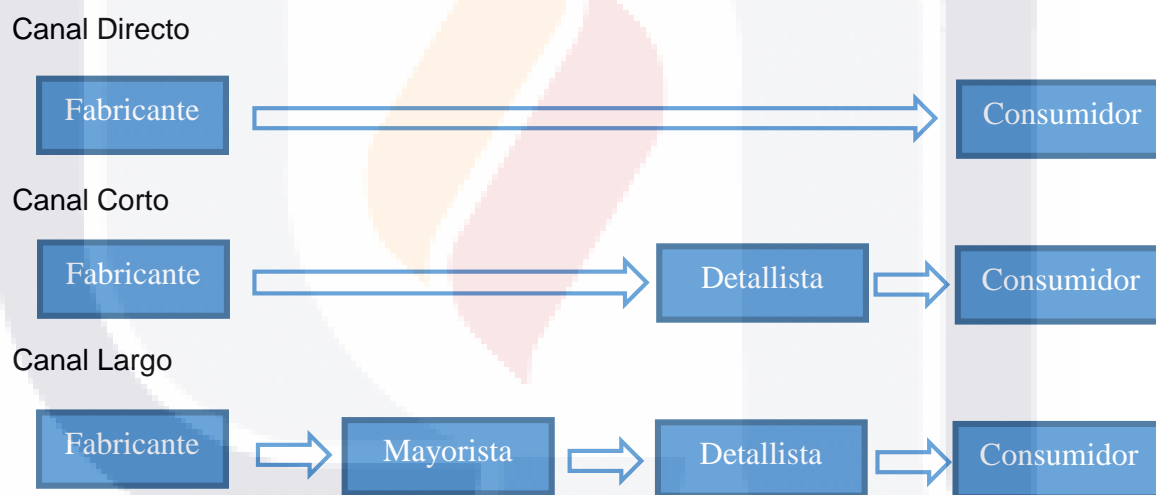 Canal Directo
Fabricante Consumidor
Canal Corto
Fabricante Detallista Consumidor
Canal Largo
Fabricante Mayorista Detallista Consumidor